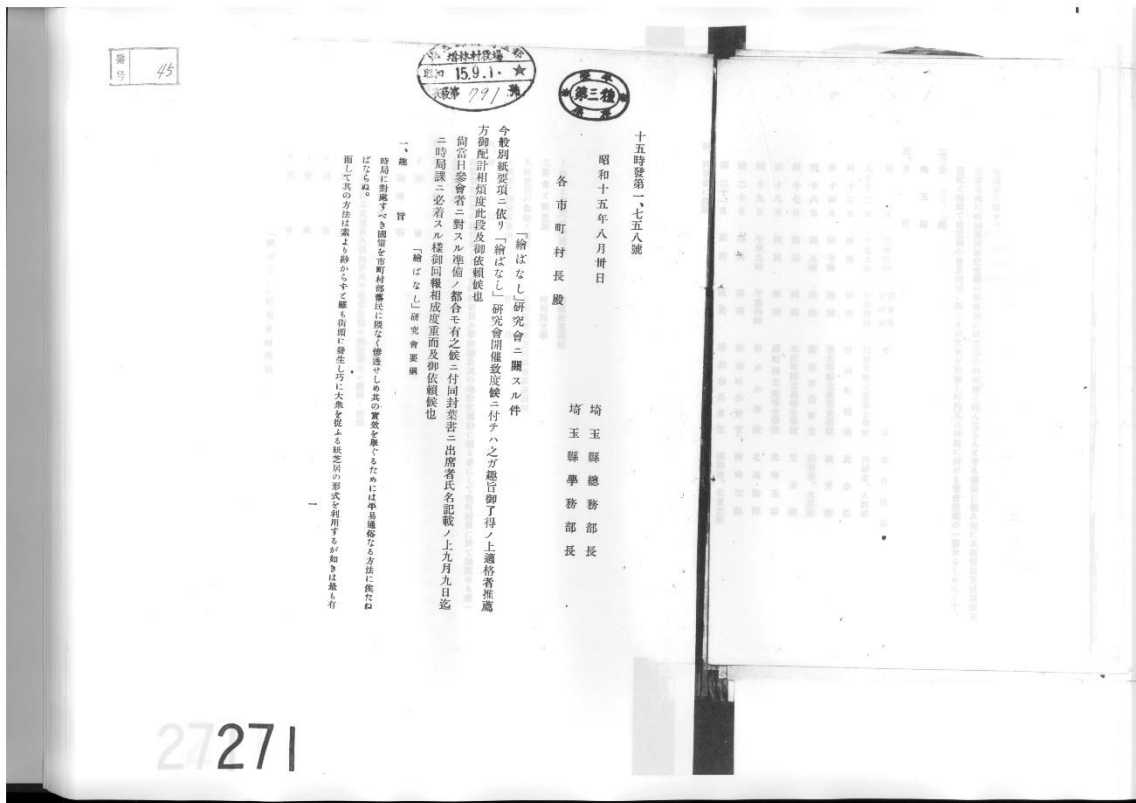 番号 45
増林村役場
昭和 15.9.1.
第791號
第三種
十五時發第一、七五八號
昭和十五年八月卅日
埼玉縣總務部長
埼玉縣學務部長
各市町村長殿
「繪ばなし」研究會ニ關スル件
今般別紙要項ニ依リ「繪ばなし」研究會開催致度候ニ付テハ之ガ趣旨御了得ノ上適格者推薦
方御配計相煩度此段及御依頼候也
尙當日參會者ニ對スル準備ノ都合モ有之候ニ付同封葉書ニ出席者氏名記載ノ上九月九日迄
ニ時局課ニ必着スル樣御回報相成度重而及御依頼候也
「繪ばなし」研究會要綱
一、趣旨
時局に對處すべき國策を市町村部落民に隈なく滲透せしめ其の實效を擧ぐるためには平易通俗なる方法に俟たね
ばならぬ。
而して其の方法は素より尠からずと雖も街頭に發生し巧に大衆を捉ふる紙芝居の形式を利用するが如きは最も有
一
271